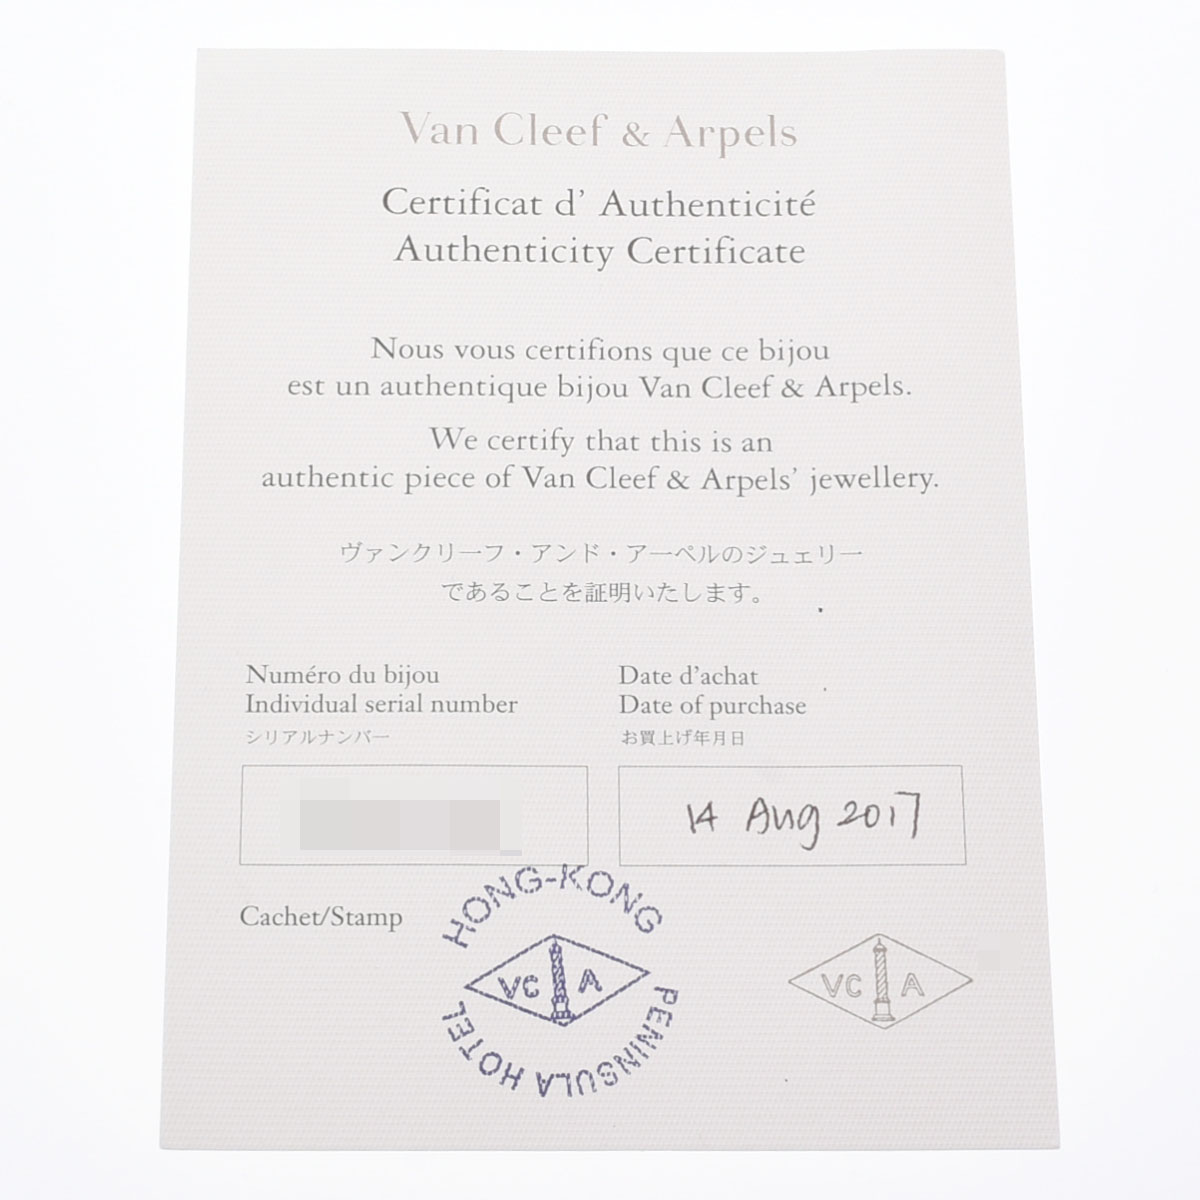 Van Cleef & Arpels
Certificat d' Authenticité
Authenticity Certificate
Nous vous certifions que ce bijou
est un authentique bijou Van Cleef & Arpels.
We certify that this is an
authentic piece of Van Cleef & Arpels' jewellery.
ヴァンクリーフ・アンド・アーペルのジュエリー
であることを証明いたします。
Numéro du bijou
Individual serial number
シリアルナンバー
Date d'achat
Date of purchase
お買上げ年月日
14 Aug 2017
Cachet/Stamp
HONG-KONG
VC A
PENINSULA HOTEL
VC A